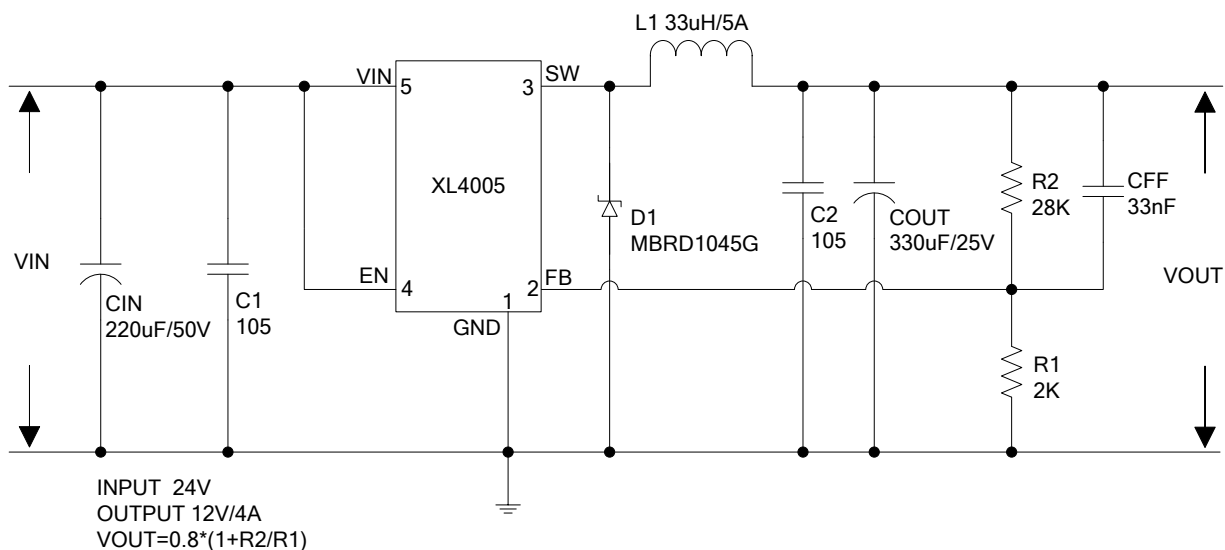 L1 33uH/5A
VIN
5
3
SW
XL4005
D1
MBRD1045G
C2
105
COUT
330uF/25V
R2
28K
CFF
33nF
VIN
CIN
220uF/50V
C1
105
EN
4
1
2
FB
GND
VOUT
R1
2K
INPUT 24V
OUTPUT 12V/4A
VOUT=0.8*(1+R2/R1)